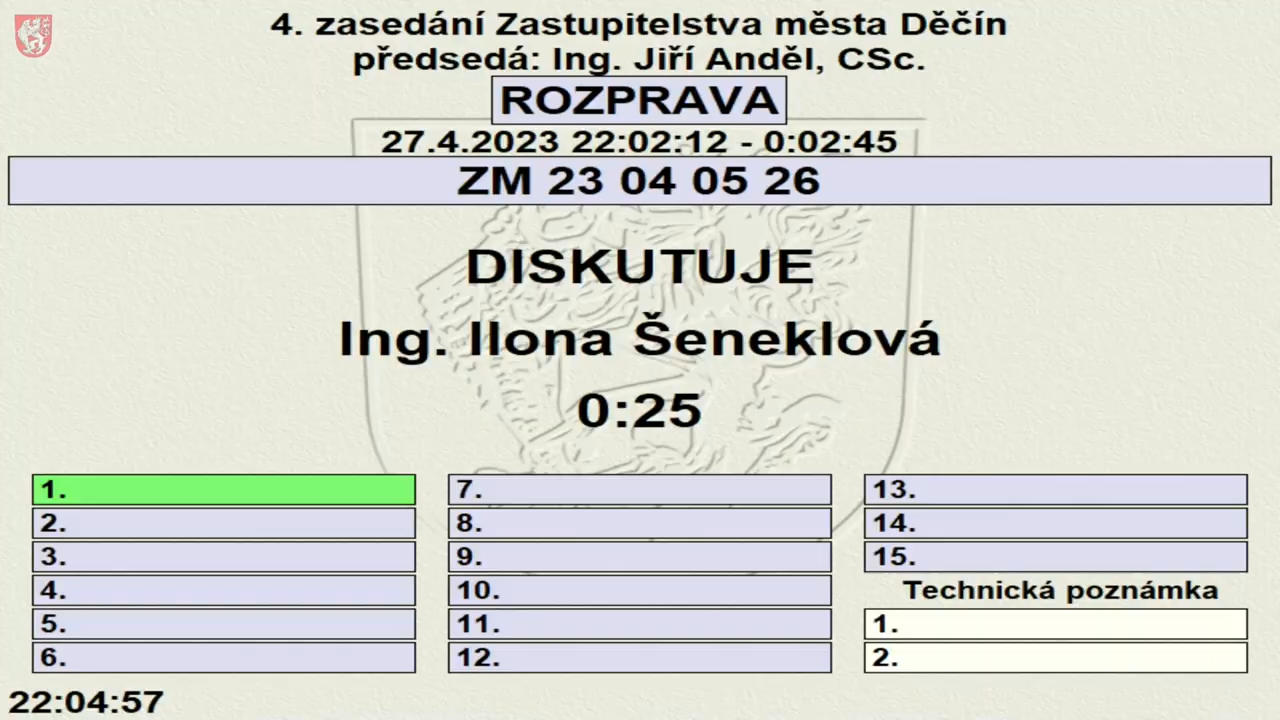 4. zasedání Zastupitelstva města Děčín
předsedá: Ing. Jiří Anděl, CSc.
ROZPRAVA
27.4.2023 22:02:12 - 0:02:45
ZM 23 04 05 26
DISKUTUJE
Ing. Ilona Šeneklová
0:25
1.
2.
3.
4.
5.
6.
7.
8.
9.
10.
11.
12.
13.
14.
15.
Technická poznámka
1.
2.
22:04:57